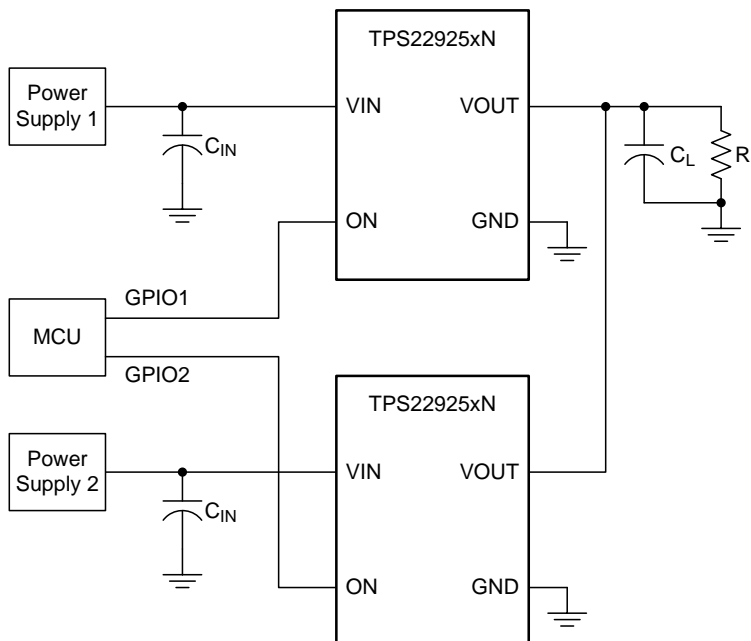 TPS22925xN
Power
Supply 1
VIN
VOUT
C_IN
C_L
R
ON
GND
GPIO1
MCU
GPIO2
TPS22925xN
Power
Supply 2
VIN
VOUT
C_IN
ON
GND